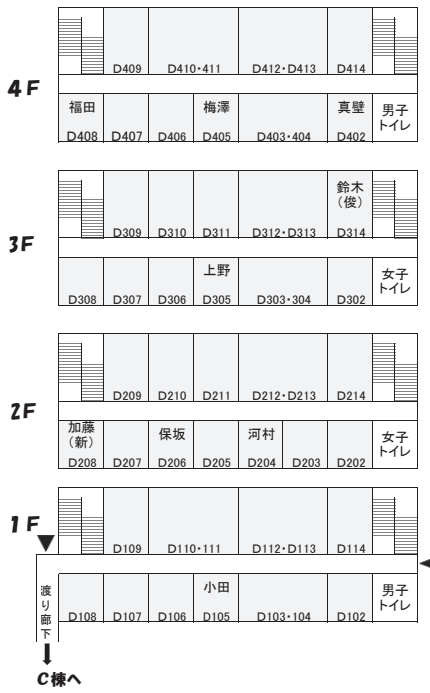 4F
D409 D410・411 D412・D413 D414
福田 梅澤 真壁 男子
トイレ
D408 D407 D406 D405 D403・404 D402
3F
鈴木
(俊)
D309 D310 D311 D312・D313 D314
上野 女子
トイレ
D308 D307 D306 D305 D303・304 D302
2F
D209 D210 D211 D212・D213 D214
加藤
(新) 保坂 河村 女子
トイレ
D208 D207 D206 D205 D204 D203 D202
1F
D109 D110・111 D112・D113 D114
小田 男子
トイレ
D108 D107 D106 D105 D103・104 D102
渡り廊下
C棟へ